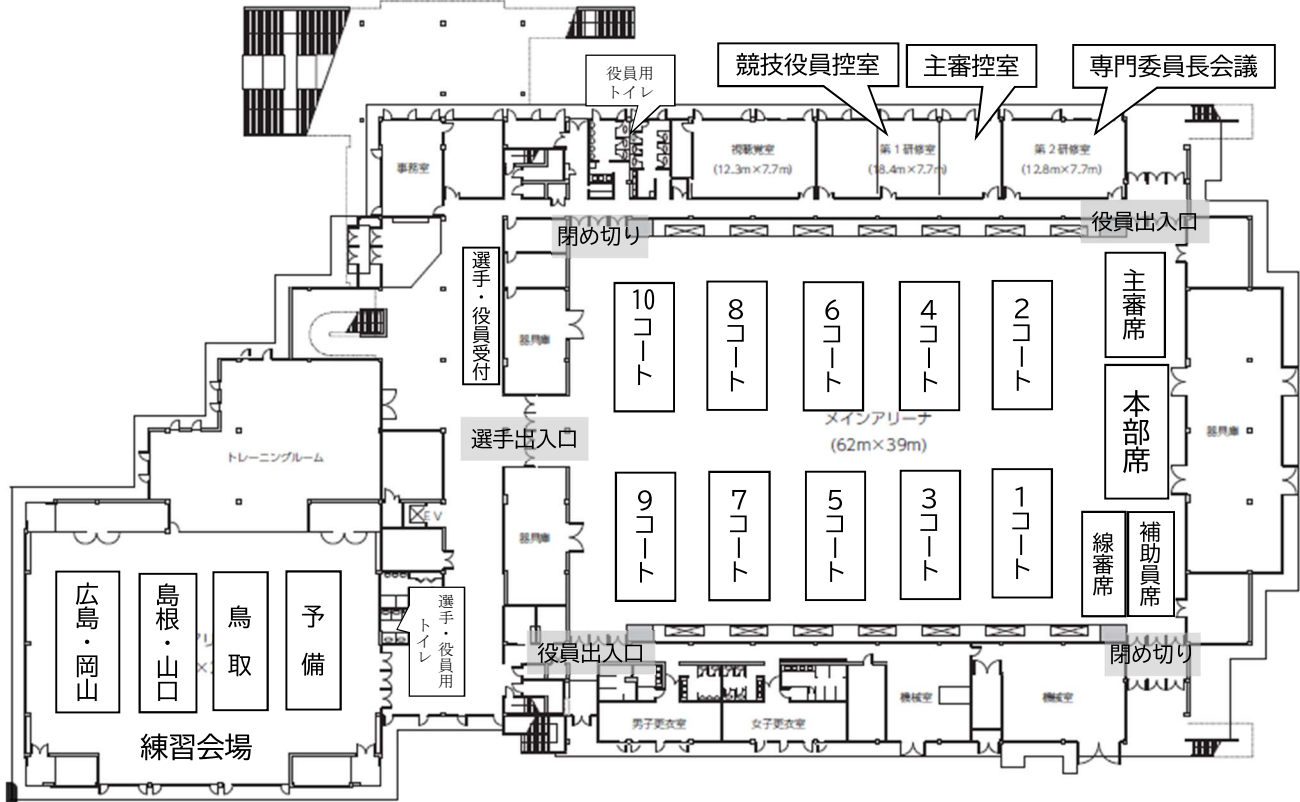 役員用
トイレ
競技役員控室
主審控室
専門委員長会議
事務室
視聴覚室
(12.3m×7.7m)
第1研修室
(18.4m×7.7m)
第2研修室
(12.8m×7.7m)
閉め切り
役員出入口
選手・役員受付
器具庫
10コート
8コート
6コート
4コート
2コート
主審席
メインアリーナ
(62m×39m)
本部席
器具庫
選手出入口
トレーニングルーム
EV
器具庫
9コート
7コート
5コート
3コート
1コート
線審席
補助員席
広島・岡山
島根・山口
鳥取
予備
選手・役員用
トイレ
役員出入口
閉め切り
男子更衣室
女子更衣室
機械室
機械室
練習会場